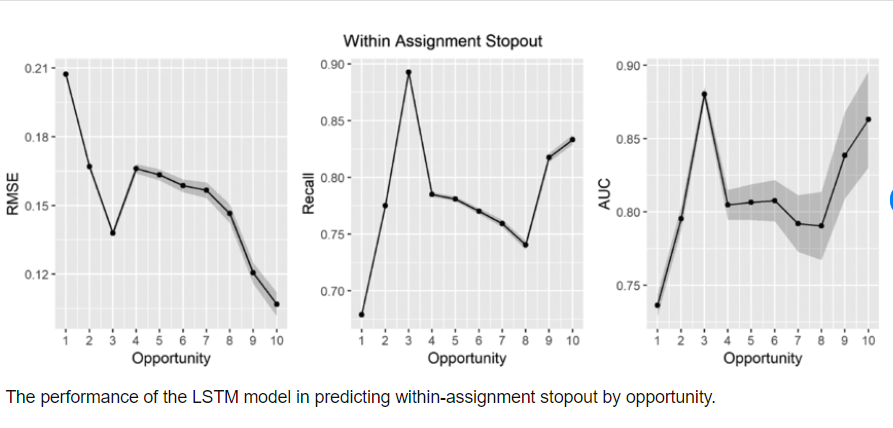 Within Assignment Stopout
RMSE
0.21
0.18
0.15
0.12
1 2 3 4 5 6 7 8 9 10
Opportunity
Recall
0.90
0.85
0.80
0.75
0.70
1 2 3 4 5 6 7 8 9 10
Opportunity
AUC
0.90
0.85
0.80
0.75
1 2 3 4 5 6 7 8 9 10
Opportunity
The performance of the LSTM model in predicting within-assignment stopout by opportunity.